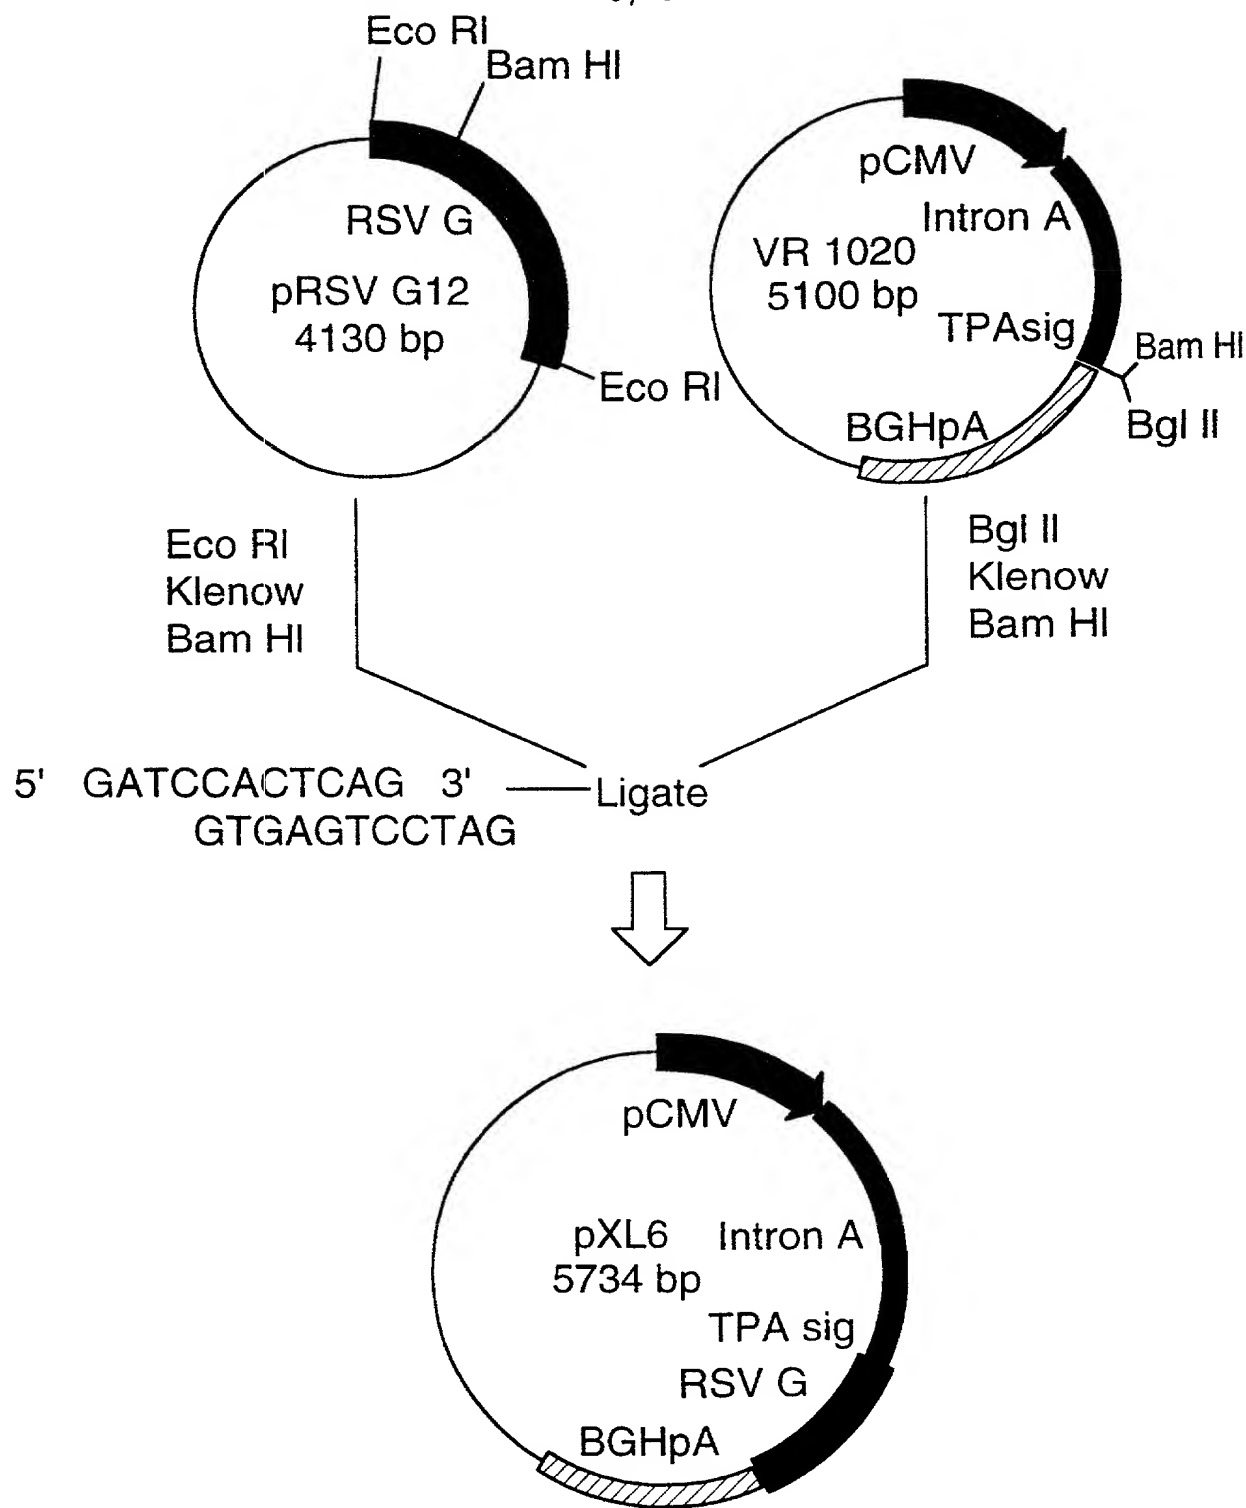 Eco RI
Bam HI
RSV G
pRSV G12
4130 bp
Eco RI
pCMV
Intron A
VR 1020
5100 bp
TPAsig
Bam HI
Bgl II
BGHpA
Eco RI
Klenow
Bam HI
Bgl II
Klenow
Bam HI
5' GATCCACTCAG 3'
GTGAGTCCTAG
Ligate
pCMV
pXL6
5734 bp
Intron A
TPA sig
RSV G
BGHpA